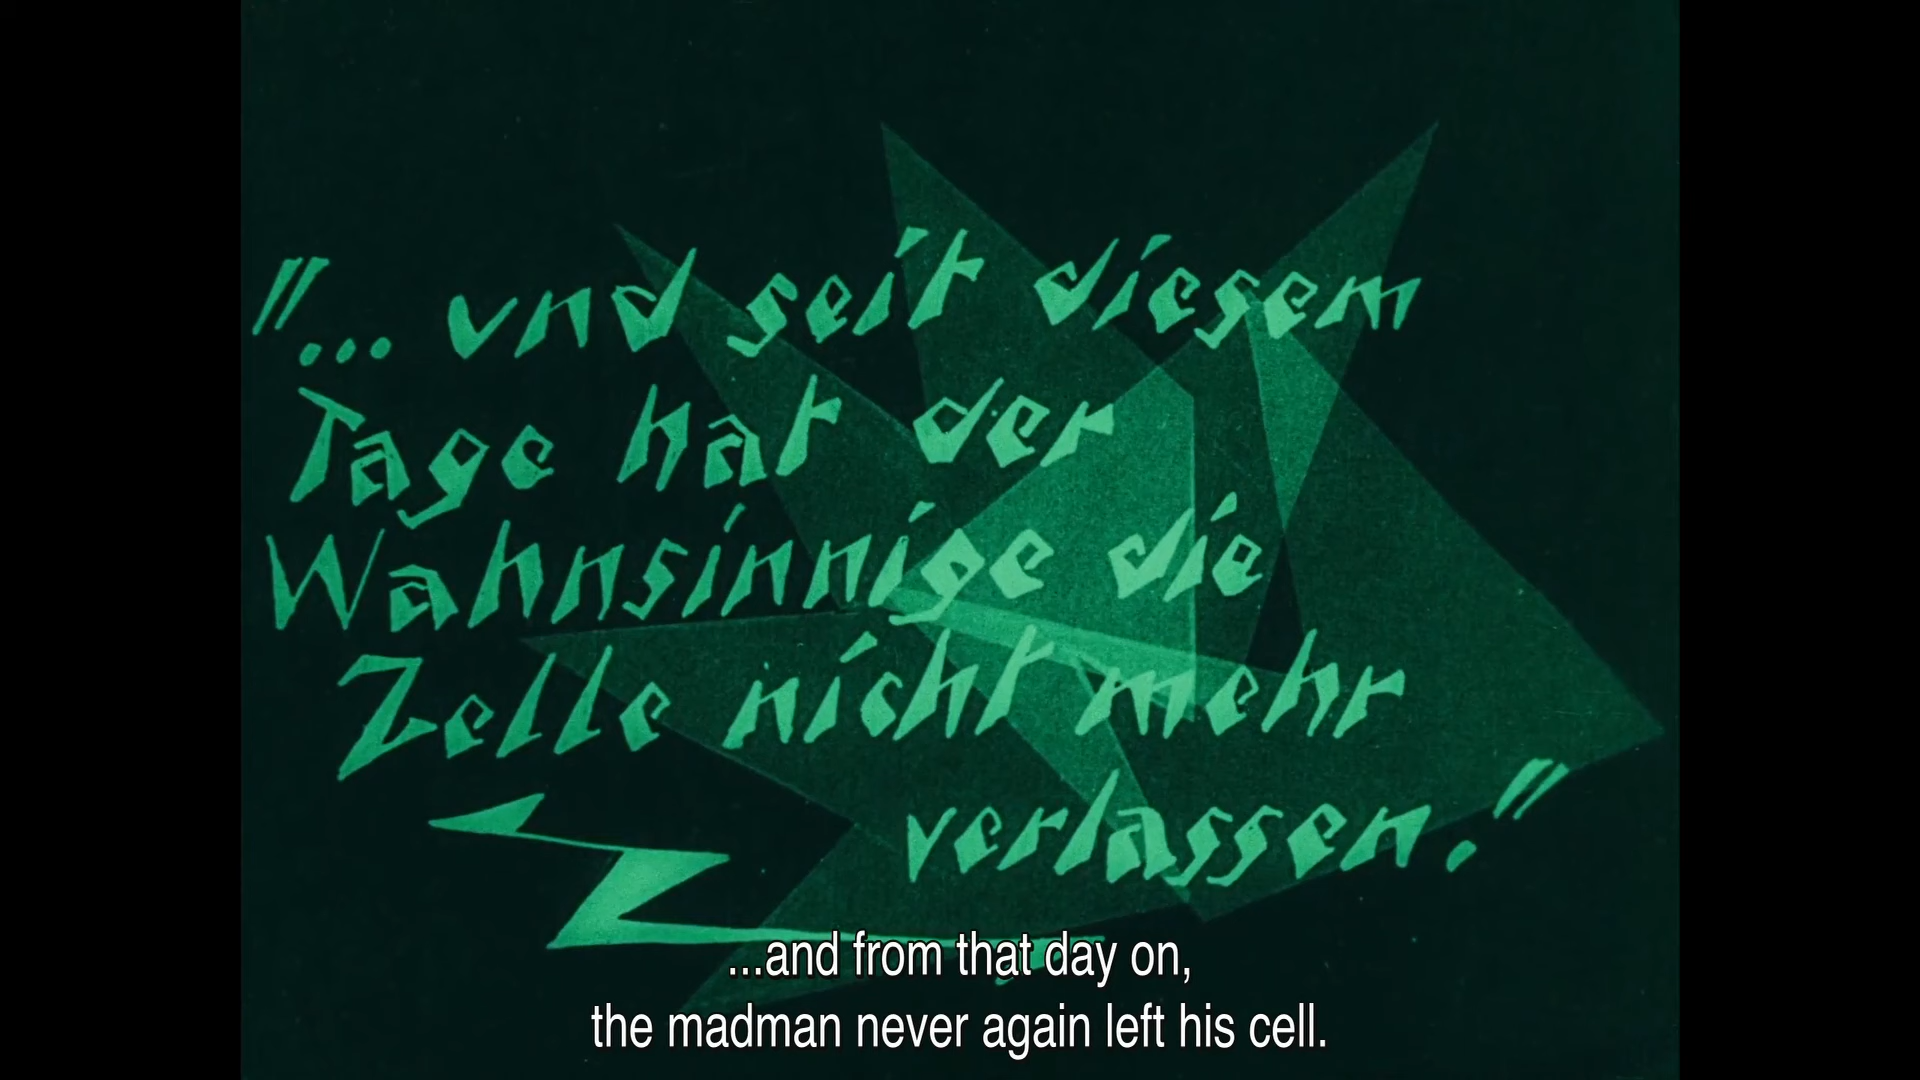 "... und seit diesem
Tage hat der
Wahnsinnige die
Zelle nicht mehr
verlassen."
...and from that day on,
the madman never again left his cell.